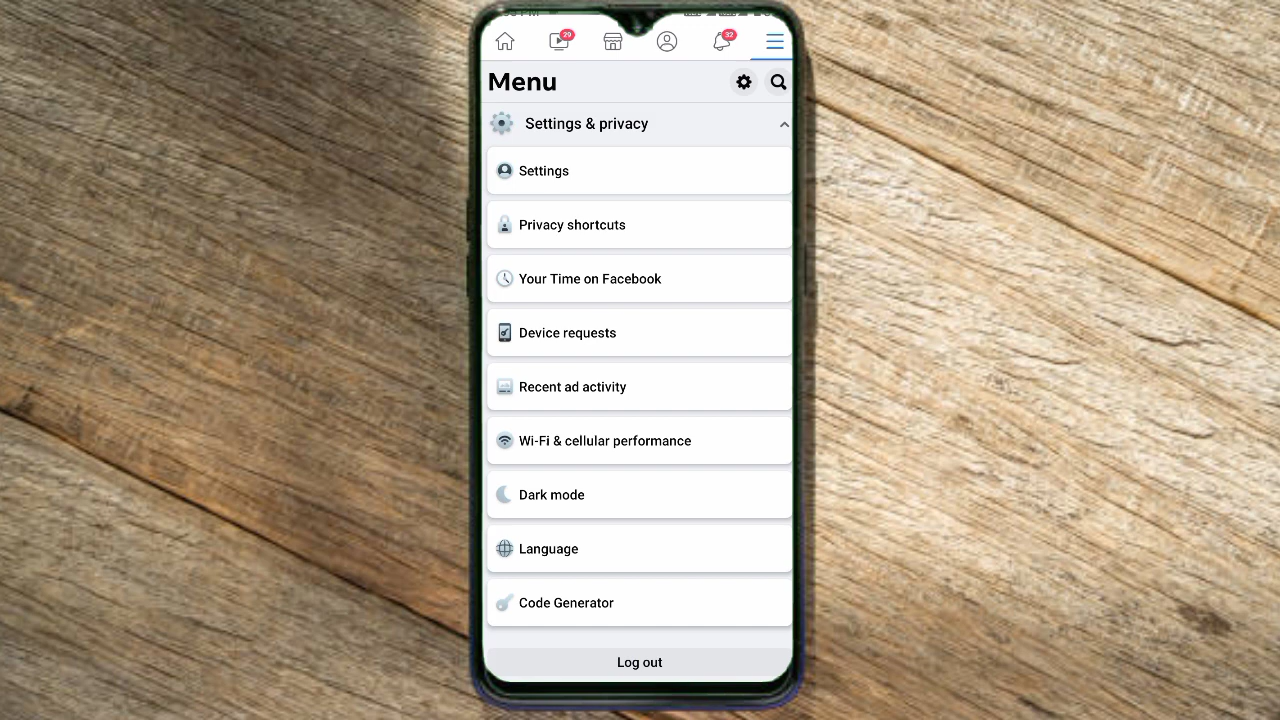 29
32
Menu
Settings & privacy
Settings
Privacy shortcuts
Your Time on Facebook
Device requests
Recent ad activity
Wi-Fi & cellular performance
Dark mode
Language
Code Generator
Log out